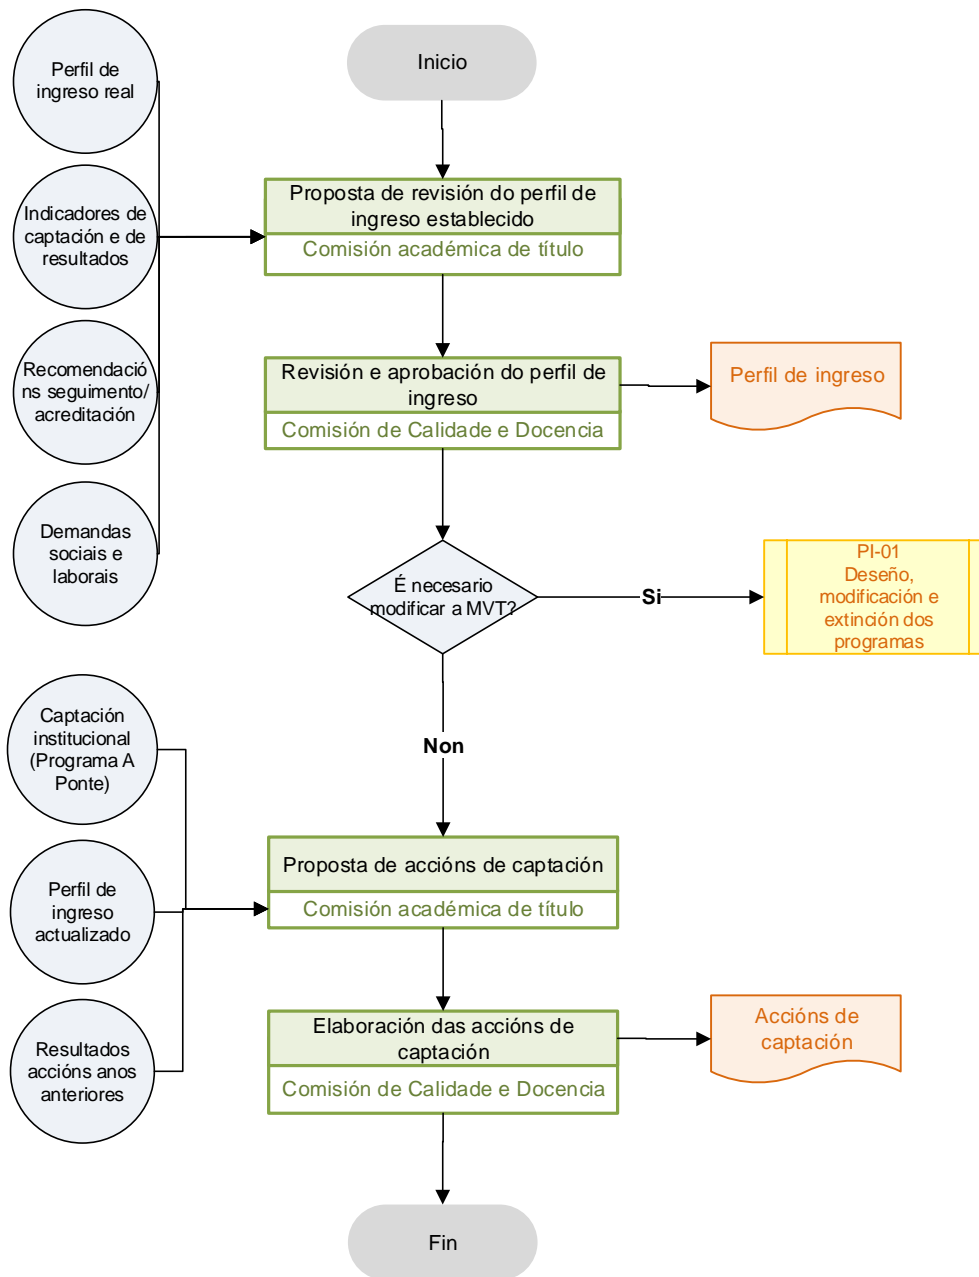 Inicio
Perfil de
ingreso real
Indicadores de
captación e de
resultados
Recomendació
ns seguimento/
acreditación
Demandas
sociais e
laborais
Proposta de revisión do perfil de
ingreso establecido
Comisión académica de título
Revisión e aprobación do perfil de
ingreso
Comisión de Calidade e Docencia
Perfil de ingreso
É necesario
modificar a MVT?
Si
PI-01
Deseño,
modificación e
extinción dos
programas
Non
Captación
institucional
(Programa A
Ponte)
Perfil de
ingreso
actualizado
Resultados
accións anos
anteriores
Proposta de accións de captación
Comisión académica de título
Elaboración das accións de
captación
Comisión de Calidade e Docencia
Accións de
captación
Fin